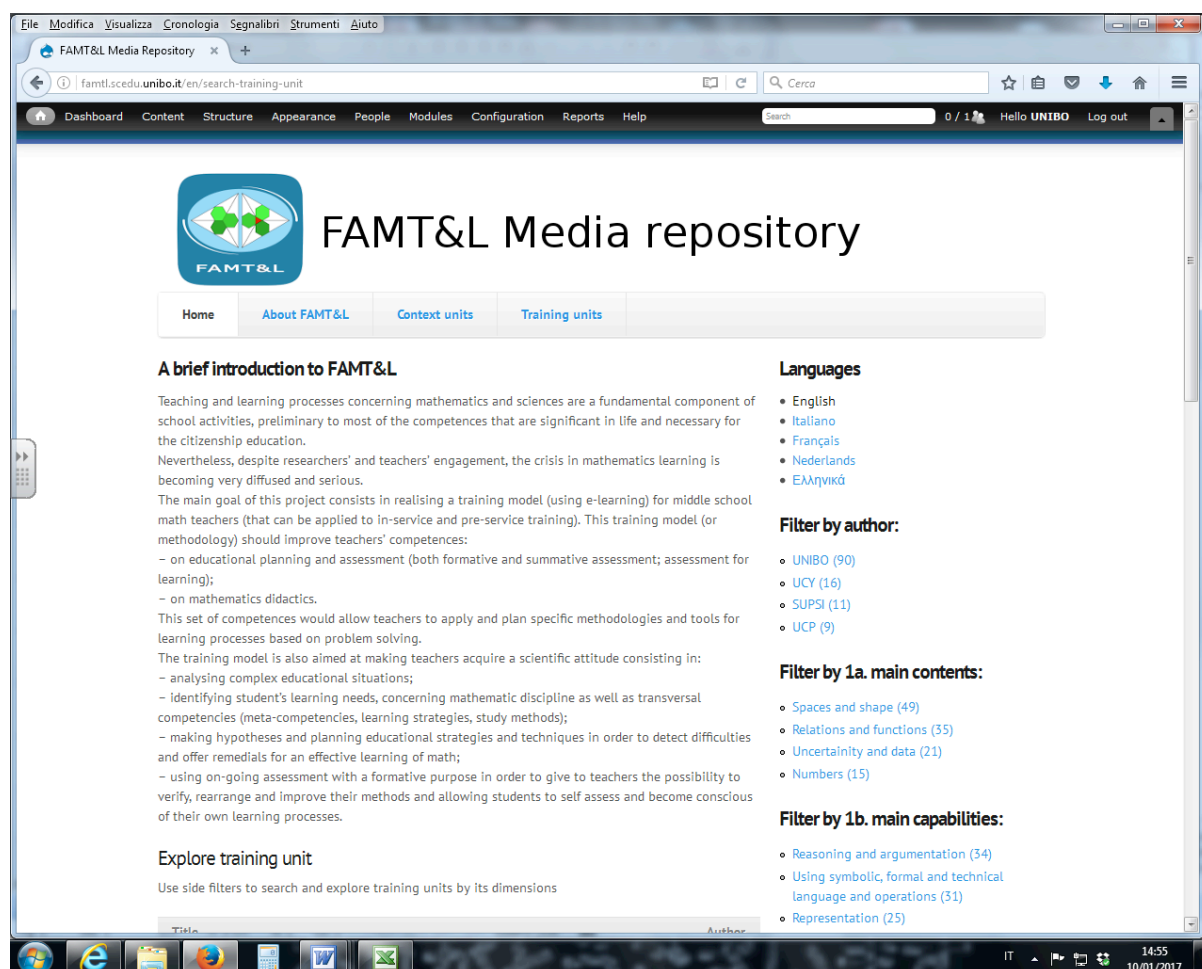 File Modifica Visualizza Cronologia Segnalibri Strumenti Aiuto
FAMT&L Media Repository
famtl.scedu.unibo.it/en/search-training-unit
Cerca
Dashboard Content Structure Appearance People Modules Configuration Reports Help Search 0 / 1 Hello UNIBO Log out
FAMT&L
FAMT&L Media repository
Home About FAMT&L Context units Training units
A brief introduction to FAMT&L
Teaching and learning processes concerning mathematics and sciences are a fundamental component of
school activities, preliminary to most of the competences that are significant in life and necessary for
the citizenship education.
Nevertheless, despite researchers' and teachers' engagement, the crisis in mathematics learning is
becoming very diffused and serious.
The main goal of this project consists in realising a training model (using e-learning) for middle school
math teachers (that can be applied to in-service and pre-service training). This training model (or
methodology) should improve teachers' competences:
– on educational planning and assessment (both formative and summative assessment; assessment for
learning);
– on mathematics didactics.
This set of competences would allow teachers to apply and plan specific methodologies and tools for
learning processes based on problem solving.
The training model is also aimed at making teachers acquire a scientific attitude consisting in:
– analysing complex educational situations;
– identifying student's learning needs, concerning mathematic discipline as well as transversal
competencies (meta-competencies, learning strategies, study methods);
– making hypotheses and planning educational strategies and techniques in order to detect difficulties
and offer remedials for an effective learning of math;
– using on-going assessment with a formative purpose in order to give to teachers the possibility to
verify, rearrange and improve their methods and allowing students to self assess and become conscious
of their own learning processes.
Explore training unit
Use side filters to search and explore training units by its dimensions
Title Author
Languages
English
Italiano
Français
Nederlands
Ελληνικά
Filter by author:
UNIBO (90)
UCY (16)
SUPSI (11)
UCP (9)
Filter by 1a. main contents:
Spaces and shape (49)
Relations and functions (35)
Uncertainity and data (21)
Numbers (15)
Filter by 1b. main capabilities:
Reasoning and argumentation (34)
Using symbolic, formal and technical
language and operations (31)
Representation (25)
IT
14:55
10/01/2017